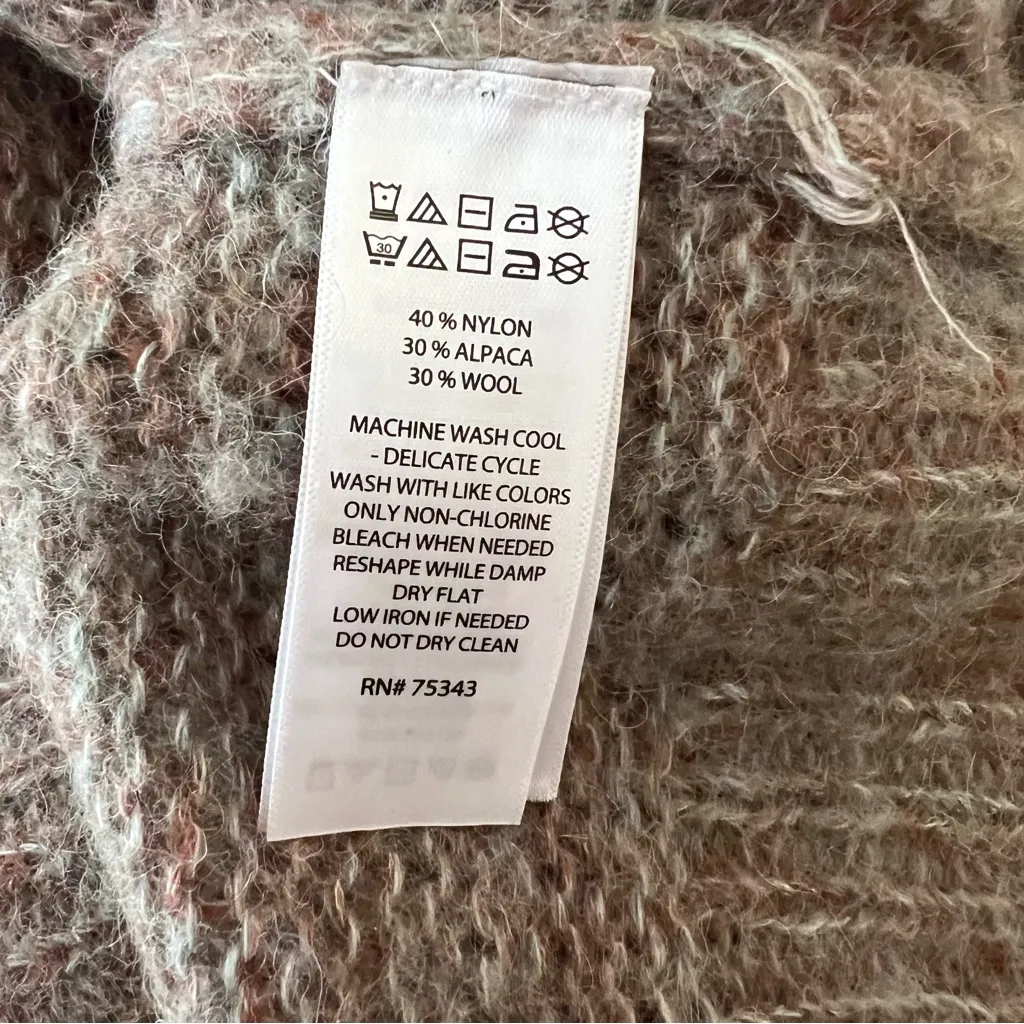 30
40 % NYLON
30 % ALPACA
30 % WOOL
MACHINE WASH COOL
- DELICATE CYCLE
WASH WITH LIKE COLORS
ONLY NON-CHLORINE
BLEACH WHEN NEEDED
RESHAPE WHILE DAMP
DRY FLAT
LOW IRON IF NEEDED
DO NOT DRY CLEAN
RN# 75343